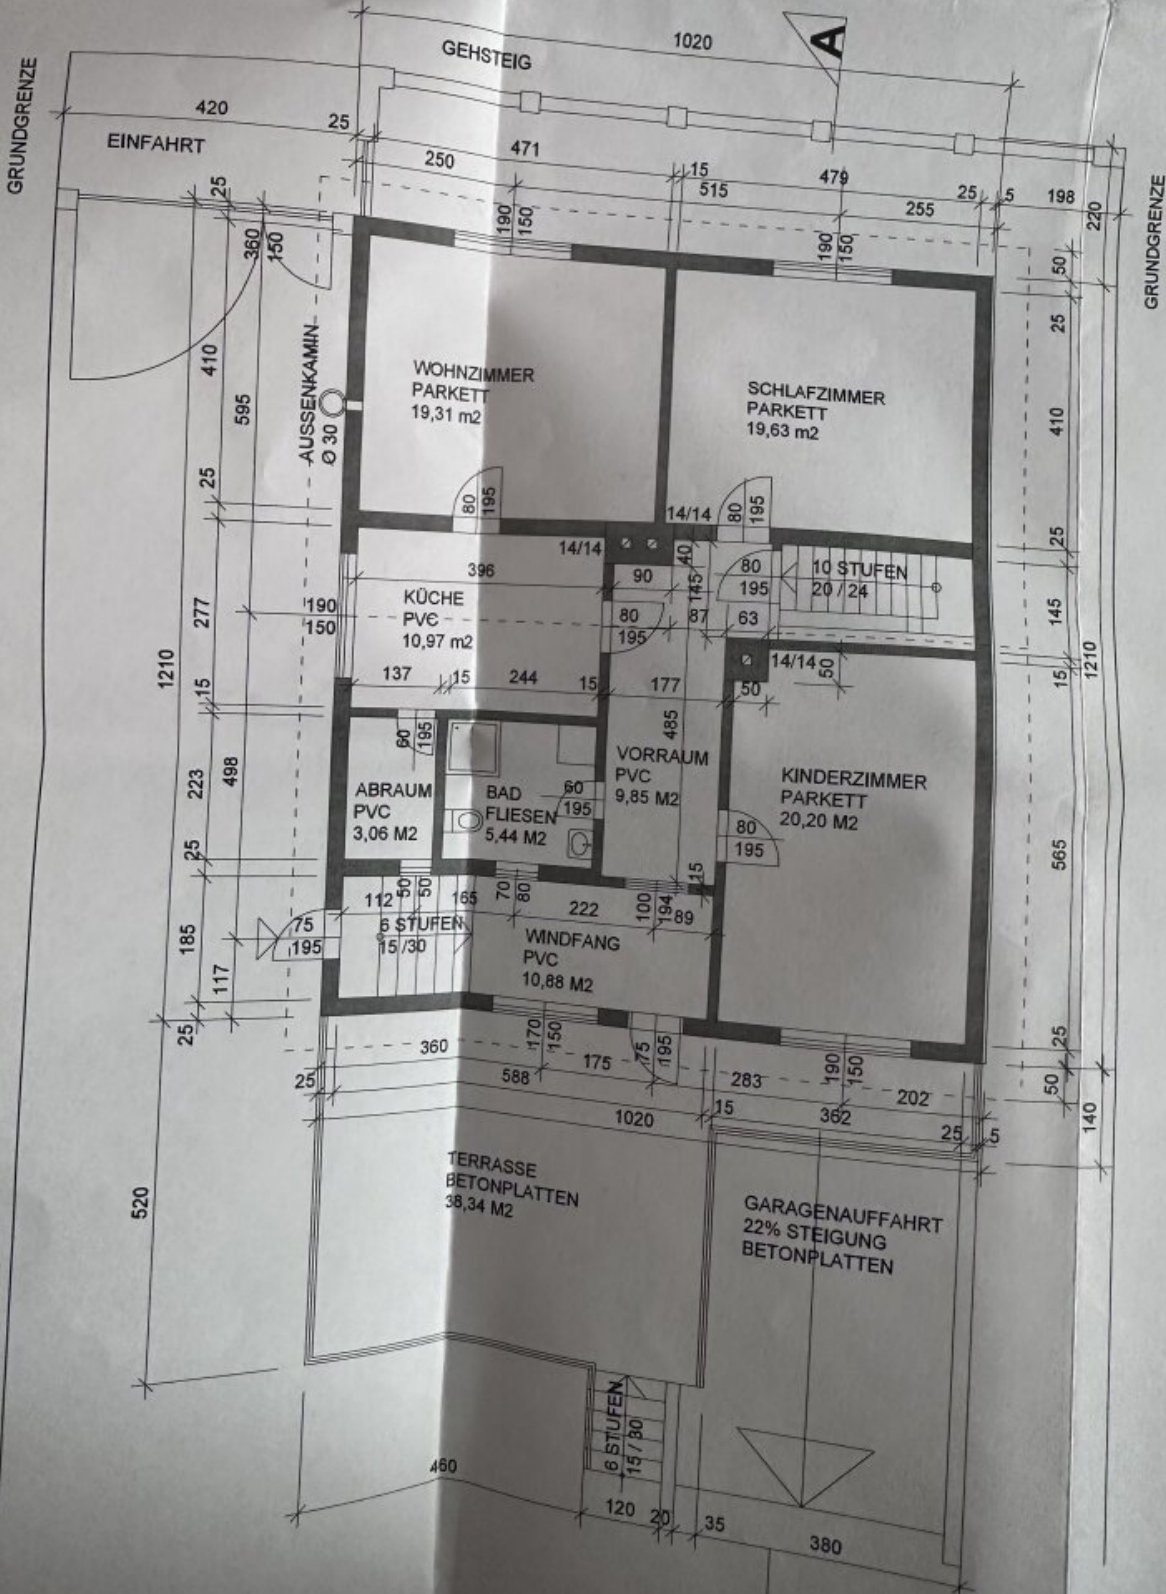 GRUNDGRENZE
GEHSTEIG
1020
A
420
EINFAHRT
25
471
250
15
479
515
25
5
198
255
220
GRUNDGRENZE
25
360
150
190
150
190
150
50
25
410
595
AUSSENKAMIN
Ø 30
WOHNZIMMER
PARKETT
19,31 m2
SCHLAFZIMMER
PARKETT
19,63 m2
410
25
80
195
14/14
80
195
25
14/14
40
396
90
145
80
195
10 STUFEN
20 / 24
KÜCHE
PVC
10,97 m2
190
150
277
80
195
87
63
145
1210
1210
14/14
50
15
137
15
244
15
177
50
15
485
60
195
223
498
VORRAUM
PVC
9,85 M2
KINDERZIMMER
PARKETT
20,20 M2
ABRAUM
PVC
3,06 M2
BAD
FLIESEN
5,44 M2
60
195
80
195
565
25
15
50
50
70
80
112
165
222
100
194
89
75
195
6 STUFEN
15 /30
WINDFANG
PVC
10,88 M2
185
117
25
360
170
150
175
75
195
283
190
150
202
25
50
25
588
15
362
1020
25
5
140
TERRASSE
BETONPLATTEN
38,34 M2
520
GARAGENAUFFAHRT
22% STEIGUNG
BETONPLATTEN
6 STUFEN
15 / 30
460
120
20
35
380